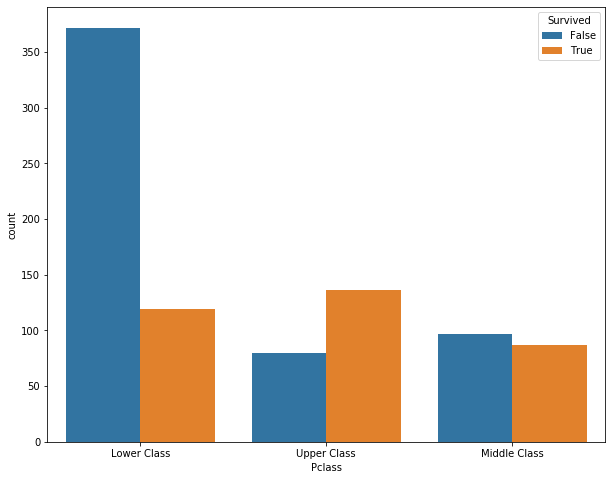 Survived
False
True
350
300
250
200
150
100
50
0
count
Lower Class
Upper Class
Middle Class
Pclass